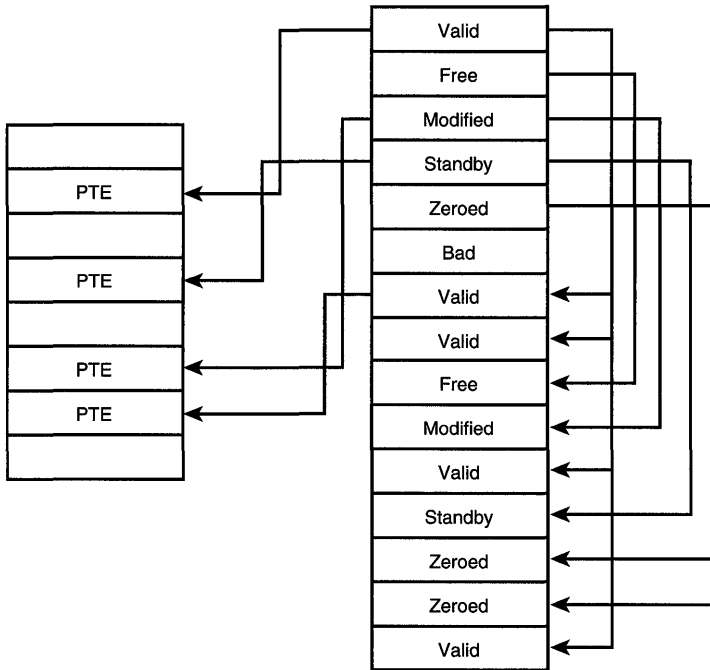 PTE
PTE
PTE
PTE
Valid
Free
Modified
Standby
Zeroed
Bad
Valid
Valid
Free
Modified
Valid
Standby
Zeroed
Zeroed
Valid